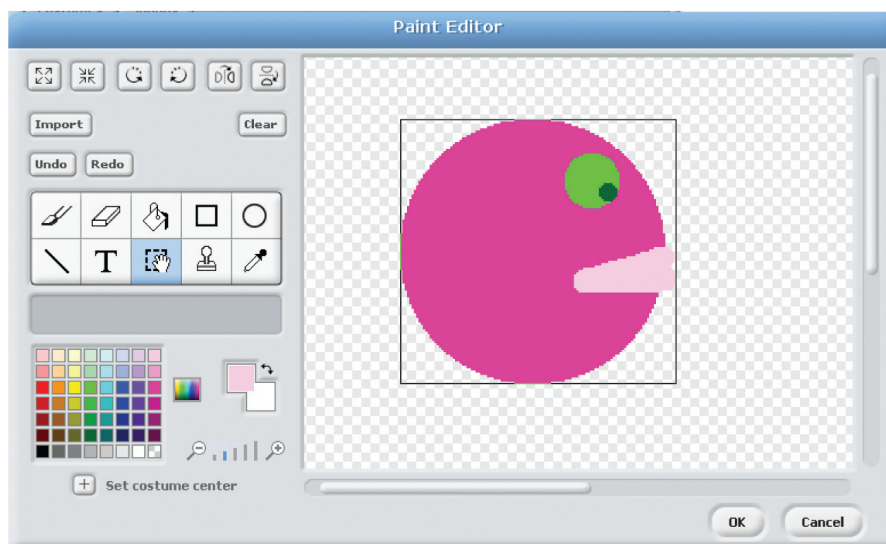 Paint Editor
Import Clear
Undo Redo
T
Set costume center
OK Cancel